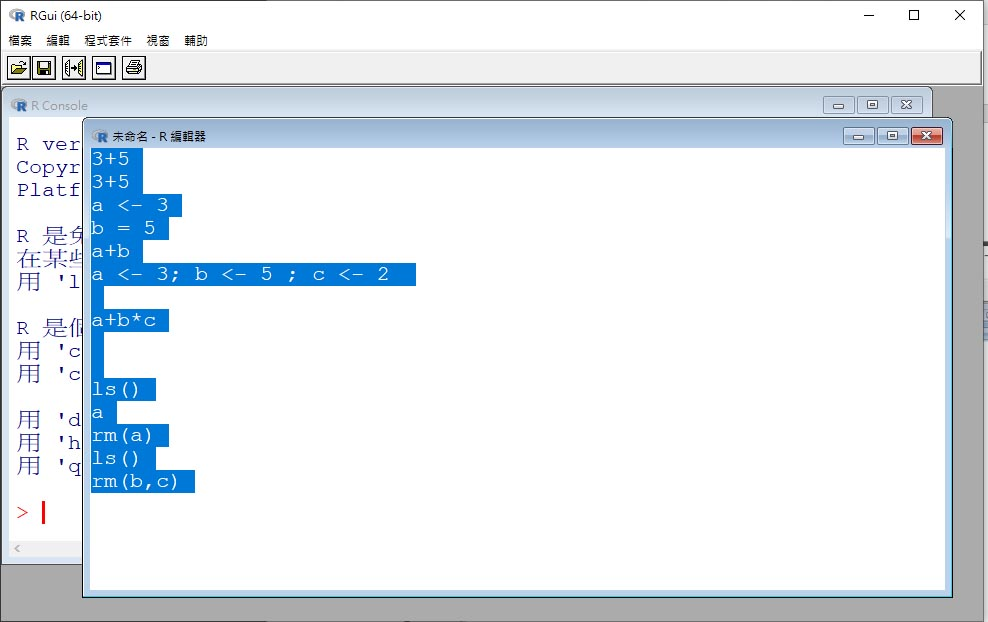 RGui (64-bit)
檔案 編輯 程式套件 視窗 輔助
R Console
R ver
Copyr
Platf
R 是免
在某些
用 'l
R 是個
用 'c
用 'c
用 'd
用 'h
用 'q
>
未命名 - R 編輯器
3+5
3+5
a <- 3
b = 5
a+b
a <- 3; b <- 5 ; c <- 2
a+b*c
ls()
a
rm(a)
ls()
rm(b,c)